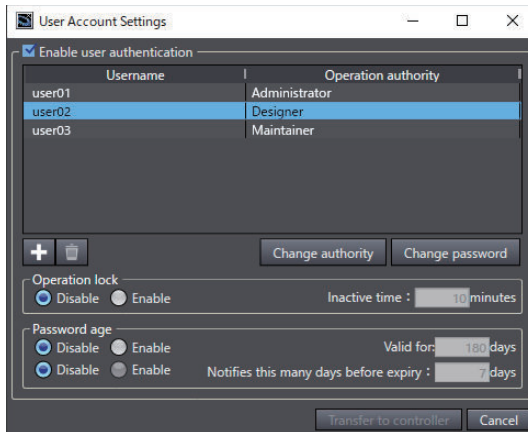 User Account Settings
Enable user authentication
Username Operation authority
user01 Administrator
user02 Designer
user03 Maintainer
Change authority Change password
Operation lock
Disable Enable Inactive time : 10 minutes
Password age
Disable Enable Valid for: 180 days
Disable Enable Notifies this many days before expiry : 7 days
Transfer to controller Cancel